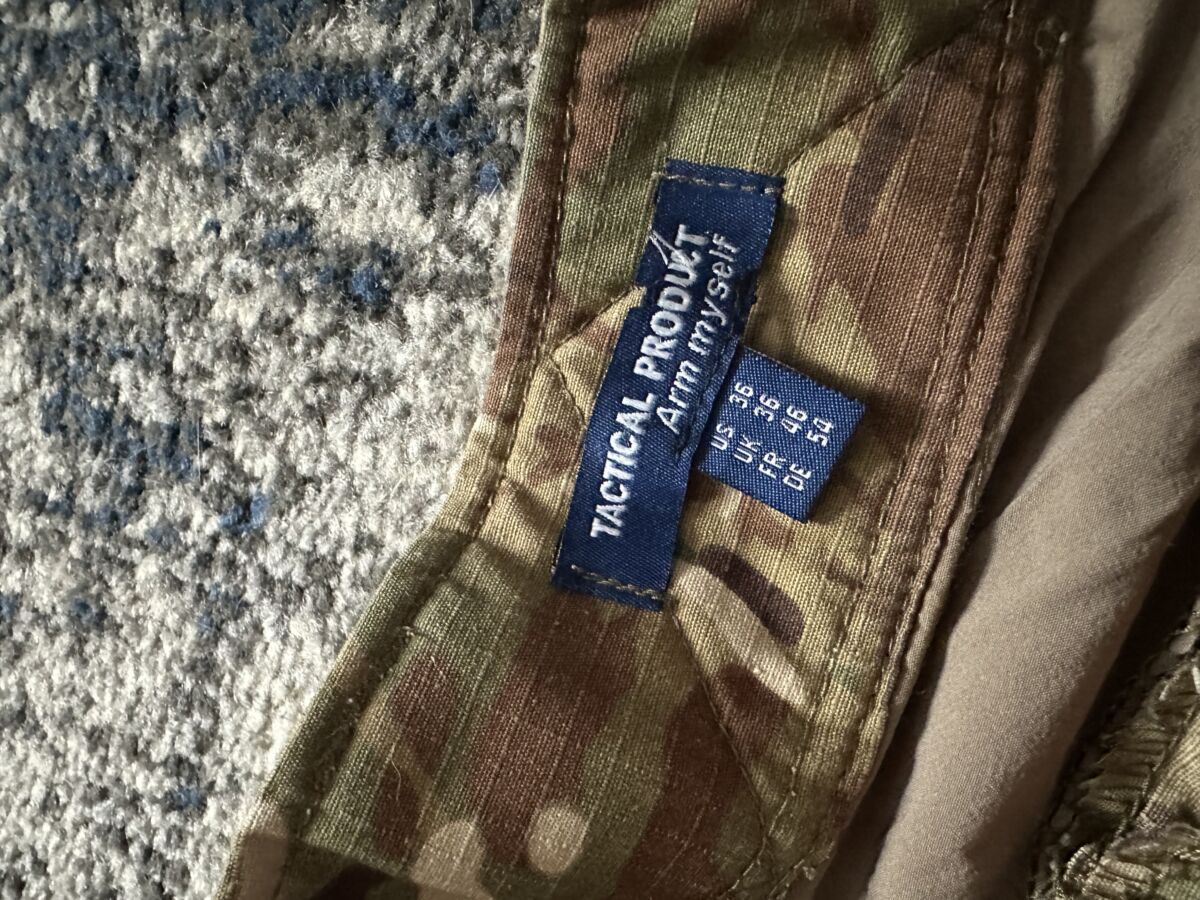 TACTICAL PRODUCT
Arm myself
US 36
UK 36
FR 46
DE 54